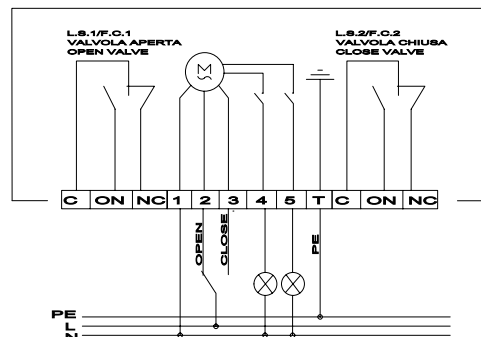 L.S.1/F.C.1
VALVOLA APERTA
OPEN VALVE
L.S.2/F.C.2
VALVOLA CHIUSA
CLOSE VALVE
M
C ON NC 1 2 3 4 5 T C ON NC
OPEN
CLOSE
PE
PE
L
N